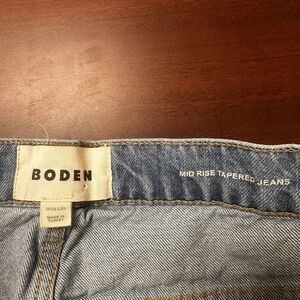 BODEN
MID RISE TAPERED JEANS
MADE IN
TURKEY